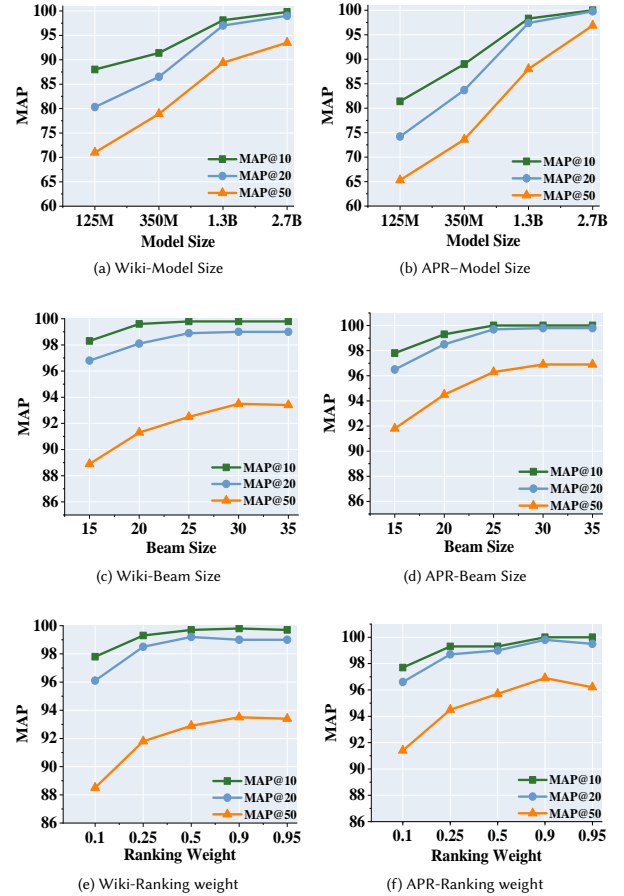 100
95
90
85
80
75
70
65
60
MAP
MAP@10
MAP@20
MAP@50
125M 350M 1.3B 2.7B
Model Size
(a) Wiki-Model Size
100
95
90
85
80
75
70
65
60
MAP
MAP@10
MAP@20
MAP@50
125M 350M 1.3B 2.7B
Model Size
(b) APR–Model Size
100
98
96
94
92
90
88
86
MAP
MAP@10
MAP@20
MAP@50
15 20 25 30 35
Beam Size
(c) Wiki-Beam Size
100
98
96
94
92
90
88
86
MAP
MAP@10
MAP@20
MAP@50
15 20 25 30 35
Beam Size
(d) APR-Beam Size
100
98
96
94
92
90
88
86
MAP
MAP@10
MAP@20
MAP@50
0.1 0.25 0.5 0.9 0.95
Ranking Weight
(e) Wiki-Ranking weight
100
98
96
94
92
90
88
86
MAP
MAP@10
MAP@20
MAP@50
0.1 0.25 0.5 0.9 0.95
Ranking Weight
(f) APR-Ranking weight